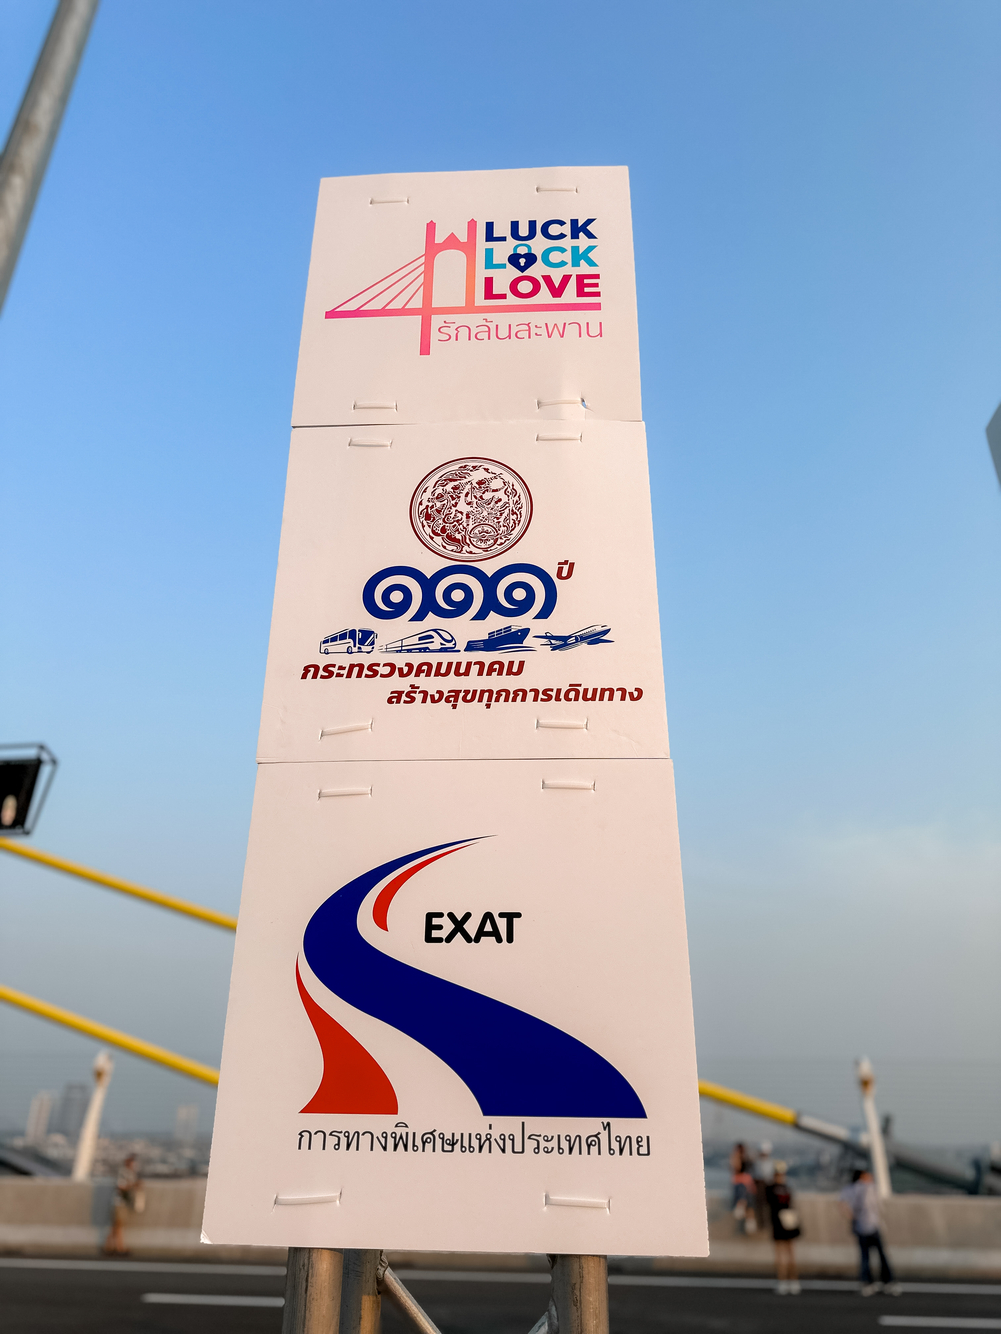 LUCK
LOCK
LOVE
รักล้นสะพาน
๑๑๑ ปี
กระทรวงคมนาคม
สร้างสุขทุกการเดินทาง
EXAT
การทางพิเศษแห่งประเทศไทย